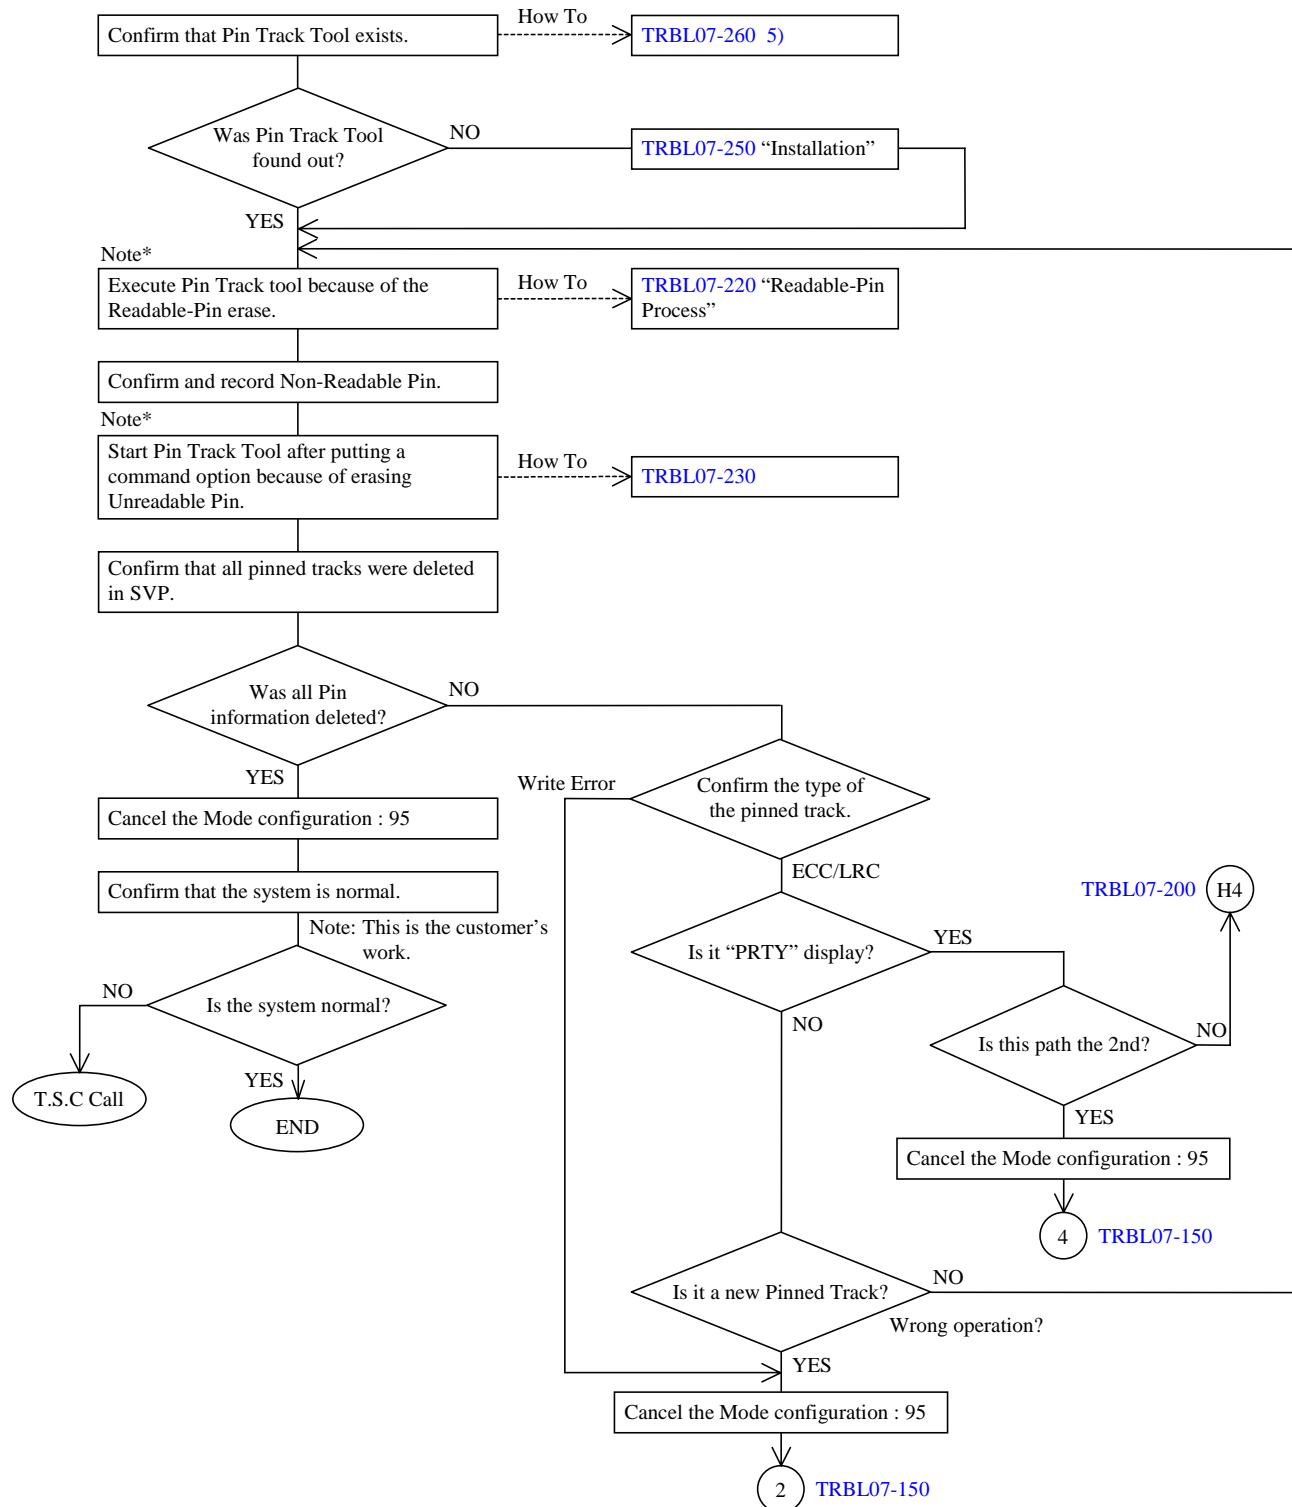 How To
Confirm that Pin Track Tool exists.
TRBL07-260  5)
Was Pin Track Tool
found out?
NO
TRBL07-250 “Installation”
YES
Note*
Execute Pin Track tool because of the
Readable-Pin erase.
How To
TRBL07-220 “Readable-Pin
Process”
Confirm and record Non-Readable Pin.
Note*
Start Pin Track Tool after putting a
command option because of erasing
Unreadable Pin.
How To
TRBL07-230
Confirm that all pinned tracks were deleted
in SVP.
Was all Pin
information deleted?
NO
YES
Write Error
Confirm the type of
the pinned track.
Cancel the Mode configuration : 95
ECC/LRC
Confirm that the system is normal.
TRBL07-200
H4
Note: This is the customer’s
work.
Is it “PRTY” display?
YES
NO
Is the system normal?
NO
Is this path the 2nd?
NO
YES
T.S.C Call
END
YES
Cancel the Mode configuration : 95
4
TRBL07-150
Is it a new Pinned Track?
NO
Wrong operation?
YES
Cancel the Mode configuration : 95
2
TRBL07-150